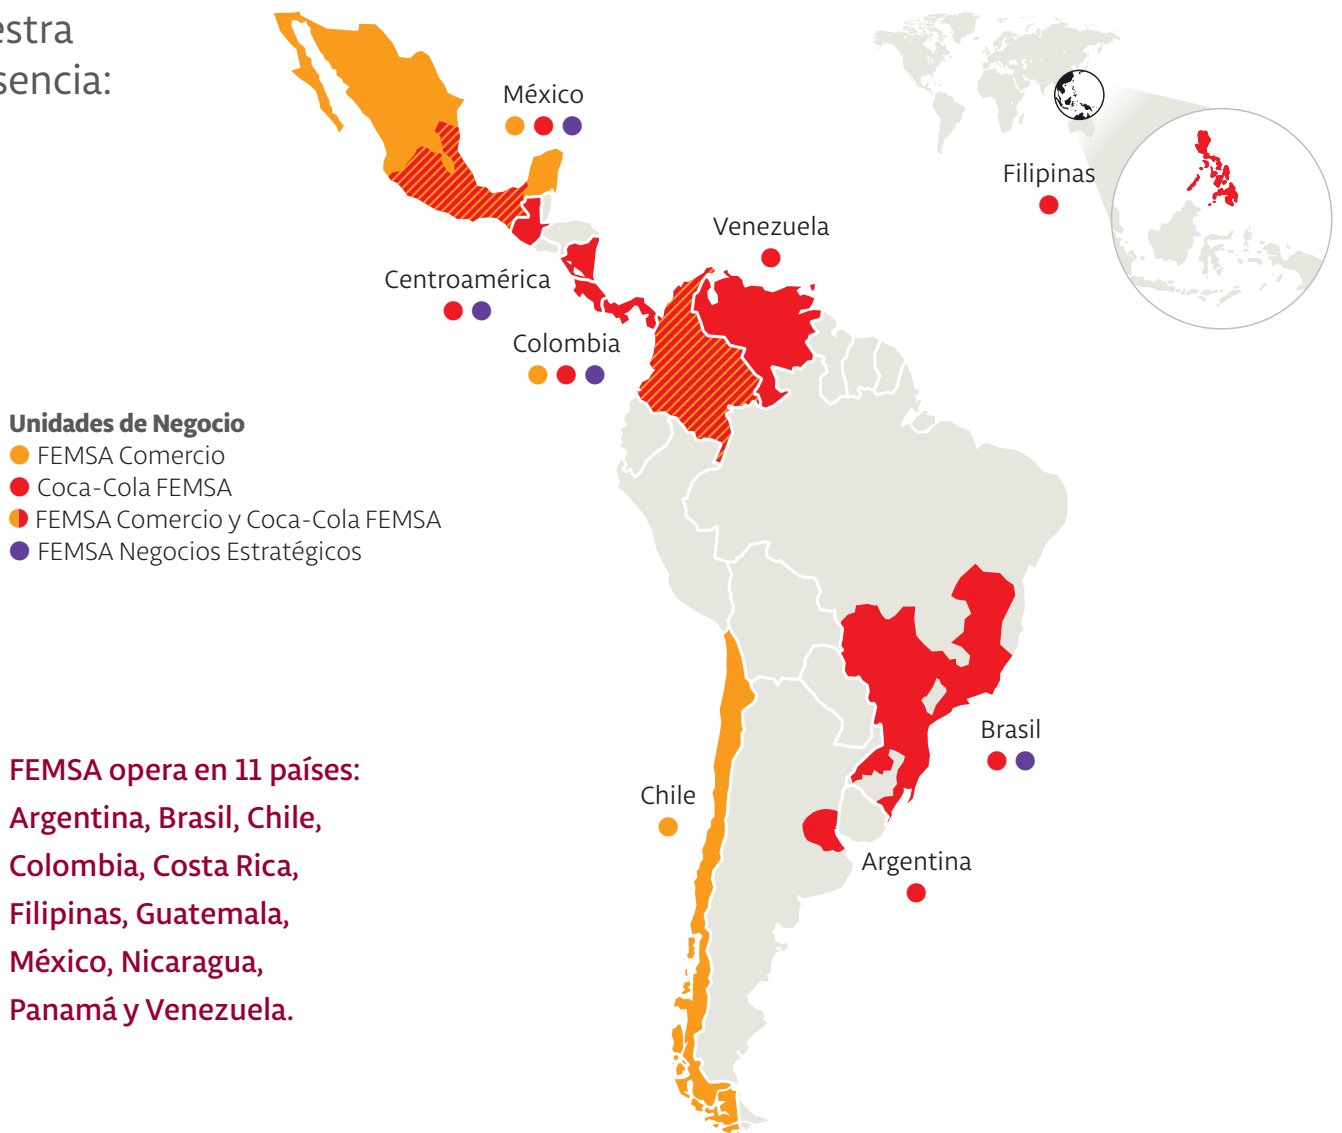 estra
sencia:
México
Filipinas
Venezuela
Centroamérica
Colombia
Unidades de Negocio
FEMSA Comercio
Coca-Cola FEMSA
FEMSA Comercio y Coca-Cola FEMSA
FEMSA Negocios Estratégicos
Brasil
Chile
Argentina
FEMSA opera en 11 países:
Argentina, Brasil, Chile,
Colombia, Costa Rica,
Filipinas, Guatemala,
México, Nicaragua,
Panamá y Venezuela.